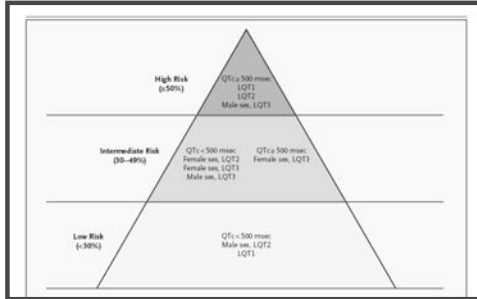 High Risk
(≥50%)
QTc≥500 msec
LQT1
LQT2
Male sex, LQT3
Intermediate Risk
(30–49%)
QTc<500 msec
Female sex, LQT2
Female sex, LQT3
Male sex, LQT3
QTc≥500 msec
Female sex, LQT3
Low Risk
(<30%)
QTc<500 msec
Male sex, LQT2
LQT1